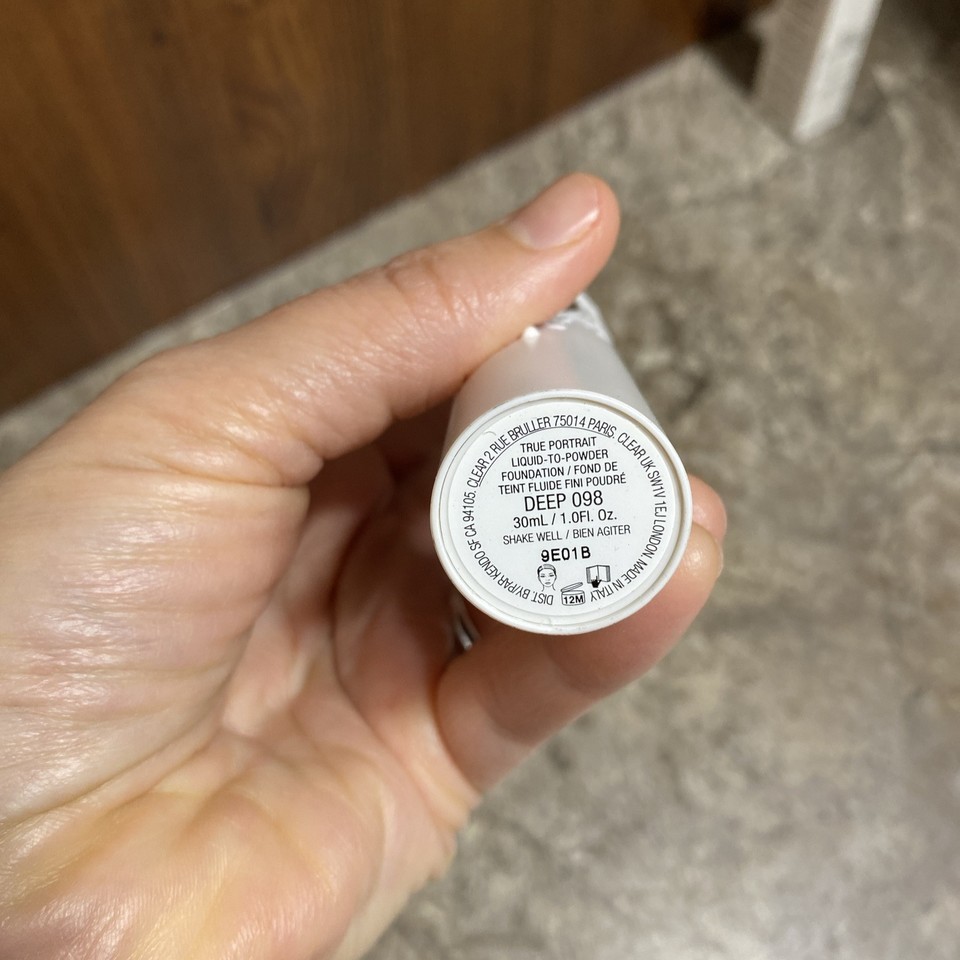 TRUE PORTRAIT
LIQUID-TO-POWDER
FOUNDATION / FOND DE
TEINT FLUIDE FINI POUDRÉ
DEEP 098
30mL / 1.0Fl. Oz.
SHAKE WELL / BIEN AGITER
9E01B
12M
DIST. BY/PAR KENDO SF CA 94105. CLEAR 2 RUE BRULLER 75014 PARIS. CLEAR UK SW1V 1EJ LONDON. MADE IN ITALY